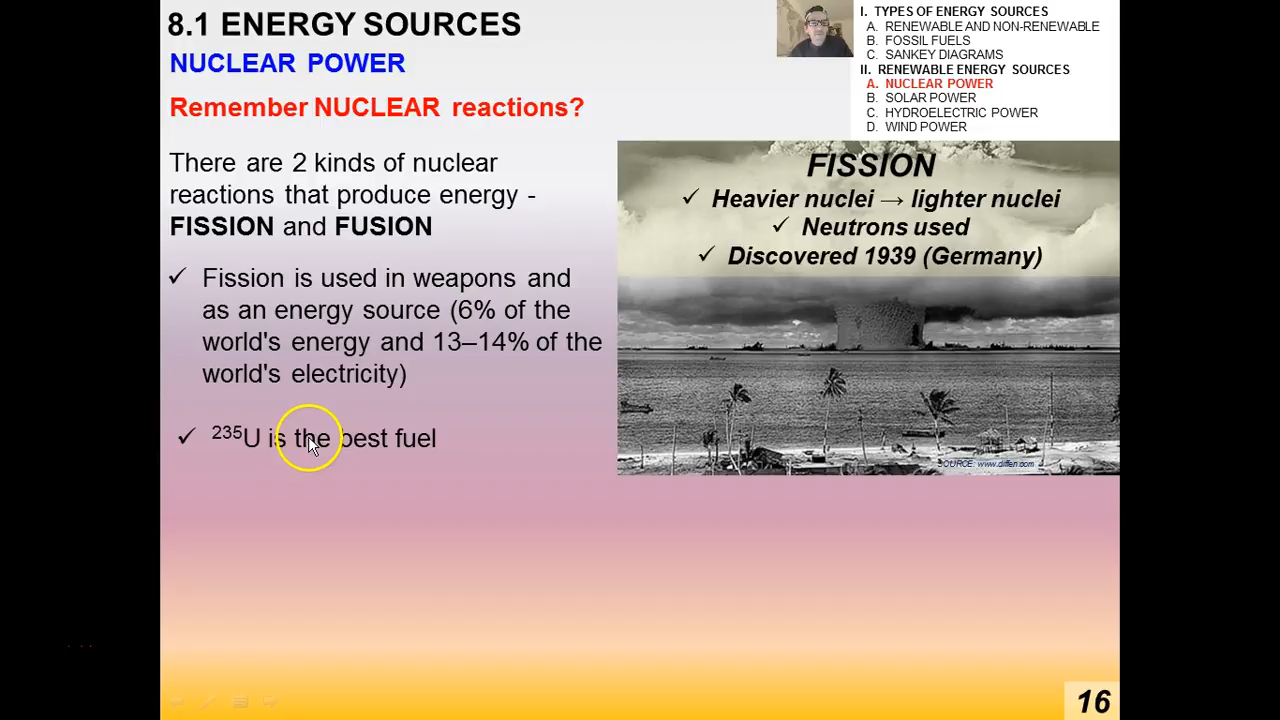 8.1 ENERGY SOURCES
NUCLEAR POWER
Remember NUCLEAR reactions?
There are 2 kinds of nuclear
reactions that produce energy -
FISSION and FUSION
✓ Fission is used in weapons and
as an energy source (6% of the
world's energy and 13–14% of the
world's electricity)
✓ ²³⁵U is the best fuel
I. TYPES OF ENERGY SOURCES
A. RENEWABLE AND NON-RENEWABLE
B. FOSSIL FUELS
C. SANKEY DIAGRAMS
II. RENEWABLE ENERGY SOURCES
A. NUCLEAR POWER
B. SOLAR POWER
C. HYDROELECTRIC POWER
D. WIND POWER
FISSION
✓ Heavier nuclei → lighter nuclei
✓ Neutrons used
✓ Discovered 1939 (Germany)
SOURCE: www.diffen.com
16